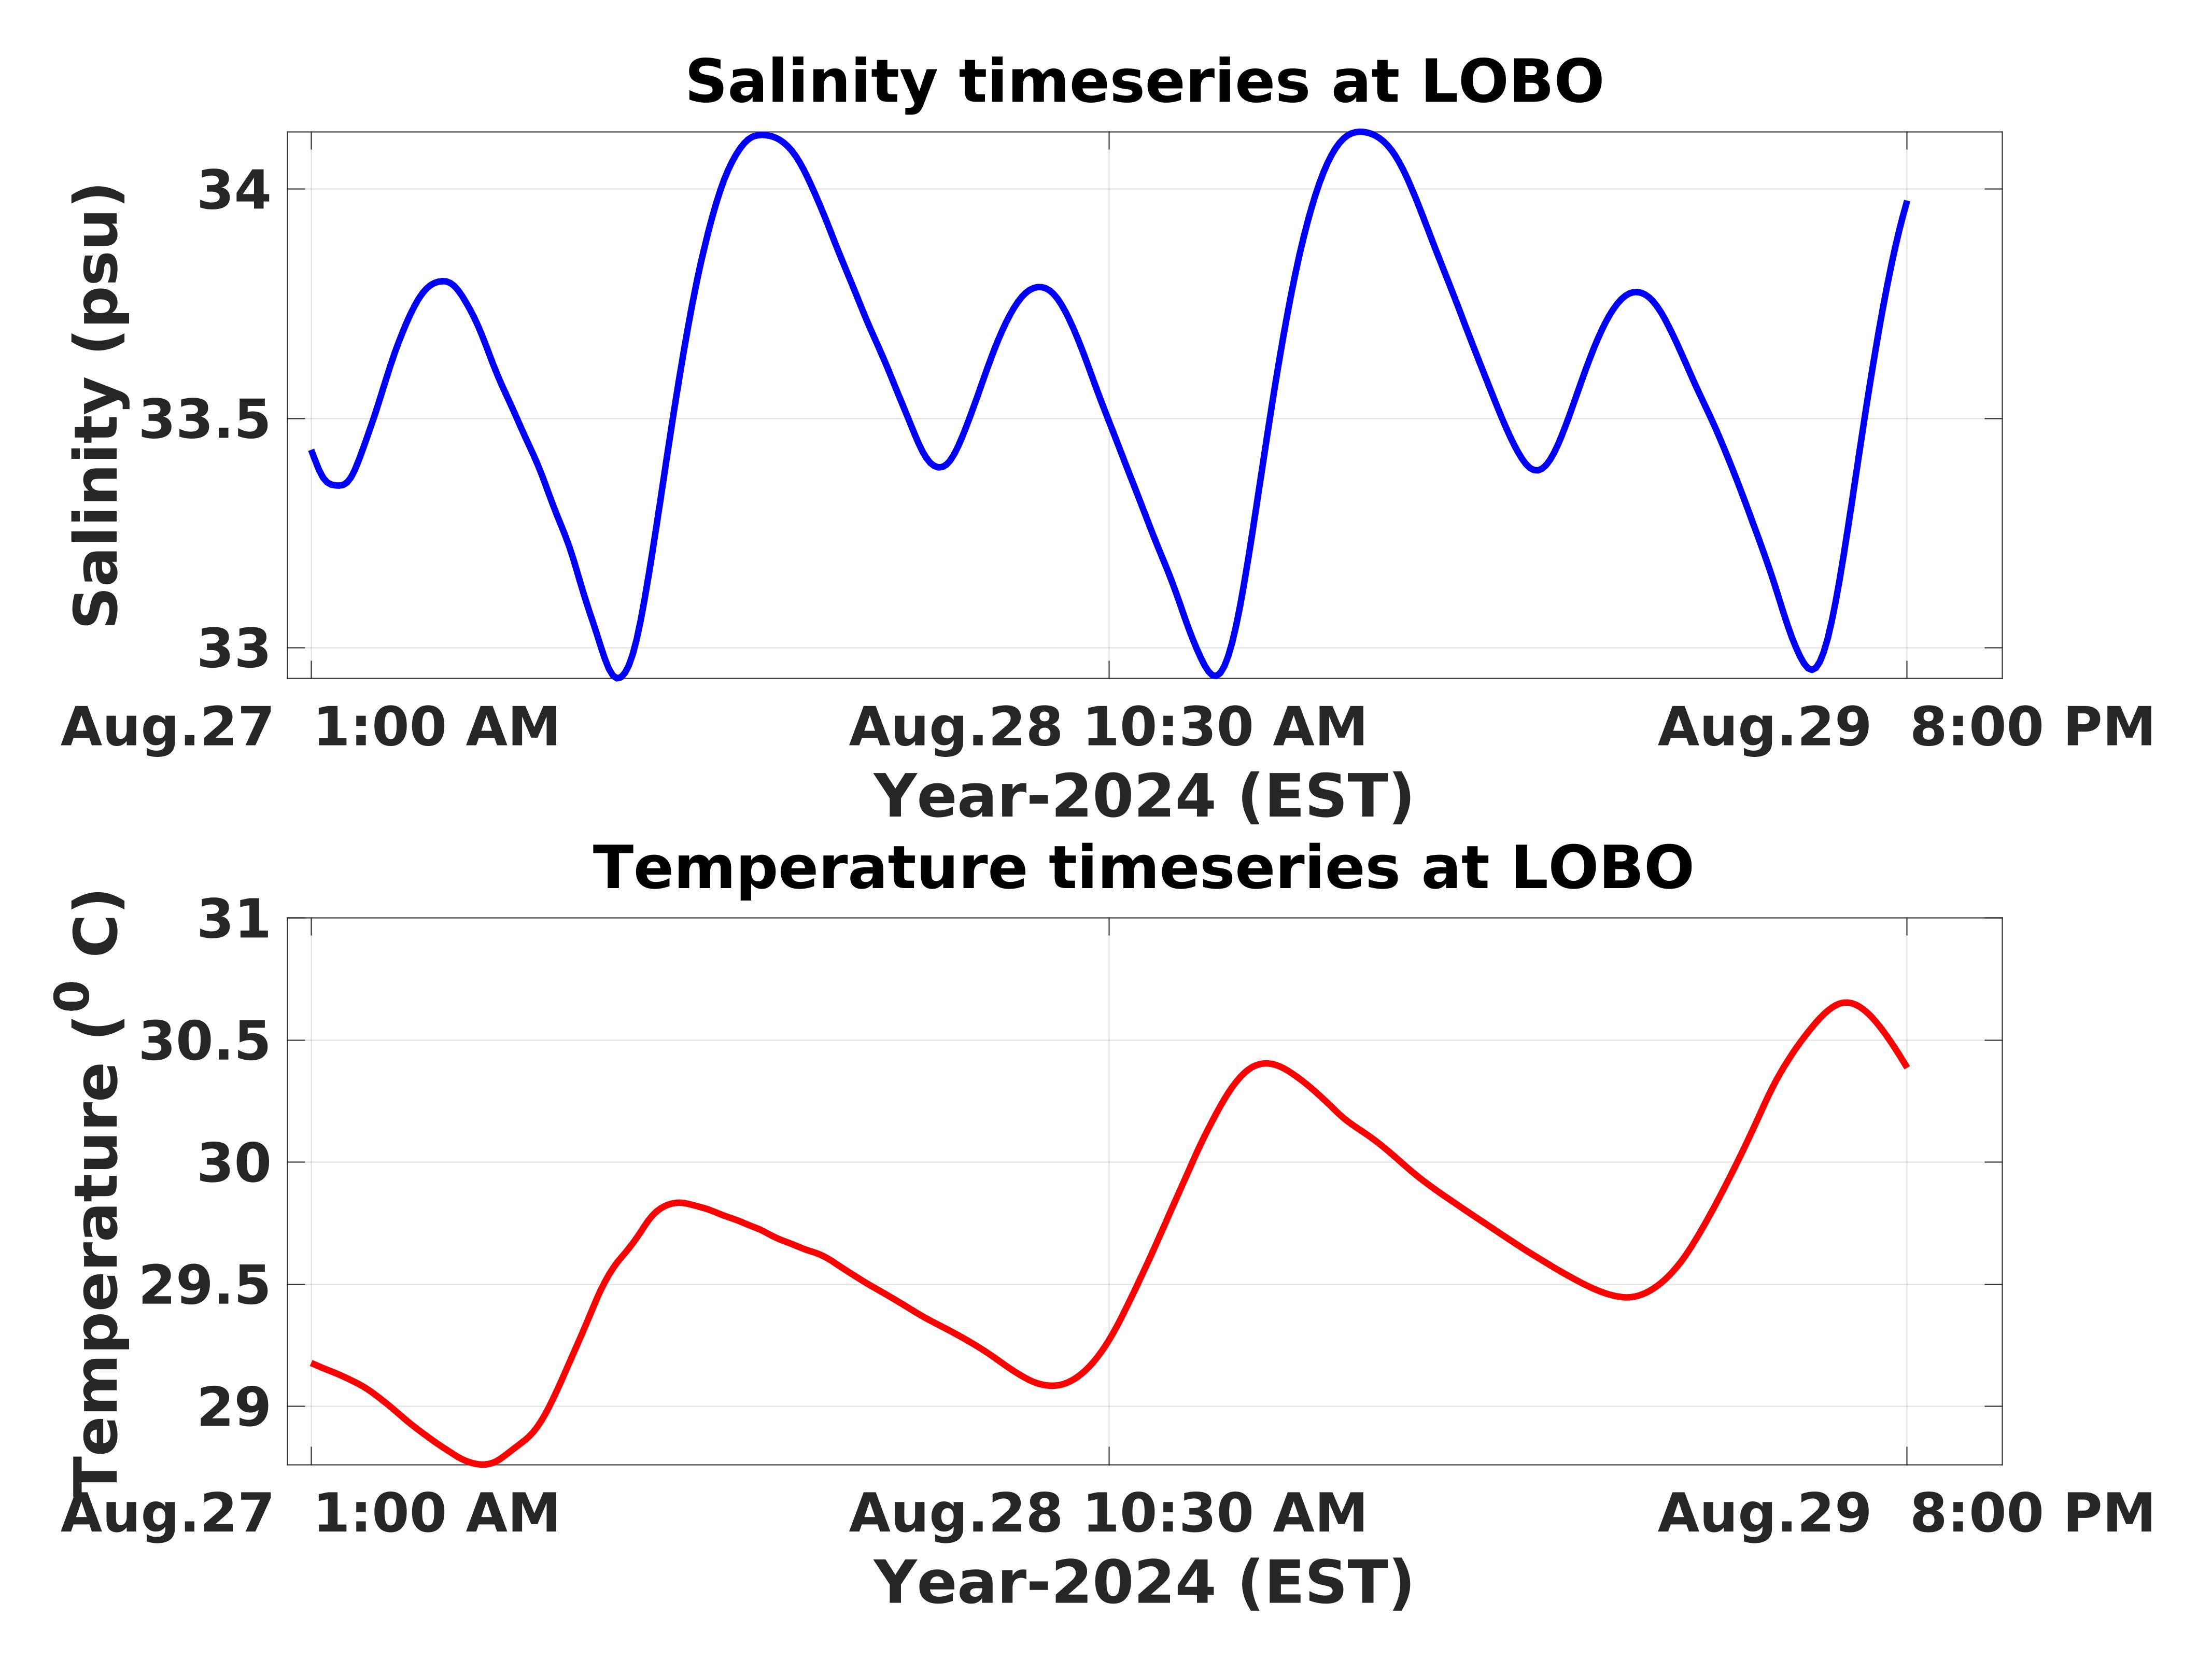 Salinity timeseries at LOBO
Salinity (psu)
34
33.5
33
Aug.27  1:00 AM
Aug.28 10:30 AM
Aug.29  8:00 PM
Year-2024 (EST)
Temperature timeseries at LOBO
Temperature (⁰ C)
31
30.5
30
29.5
29
Aug.27  1:00 AM
Aug.28 10:30 AM
Aug.29  8:00 PM
Year-2024 (EST)